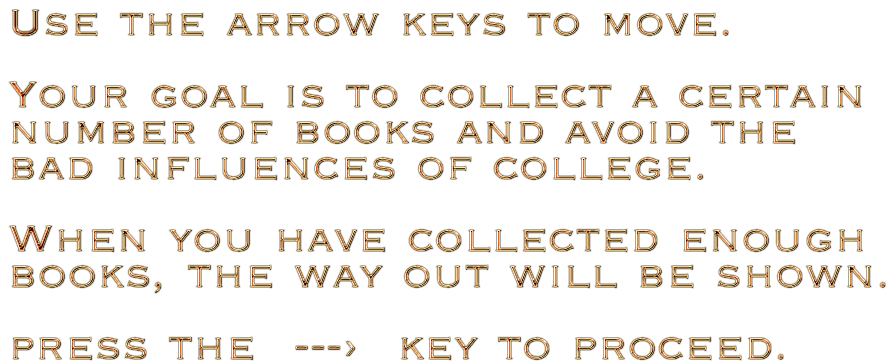 Use the arrow keys to move.
Your goal is to collect a certain
number of books and avoid the
bad influences of college.
When you have collected enough
books, the way out will be shown.
press the ---> key to proceed.